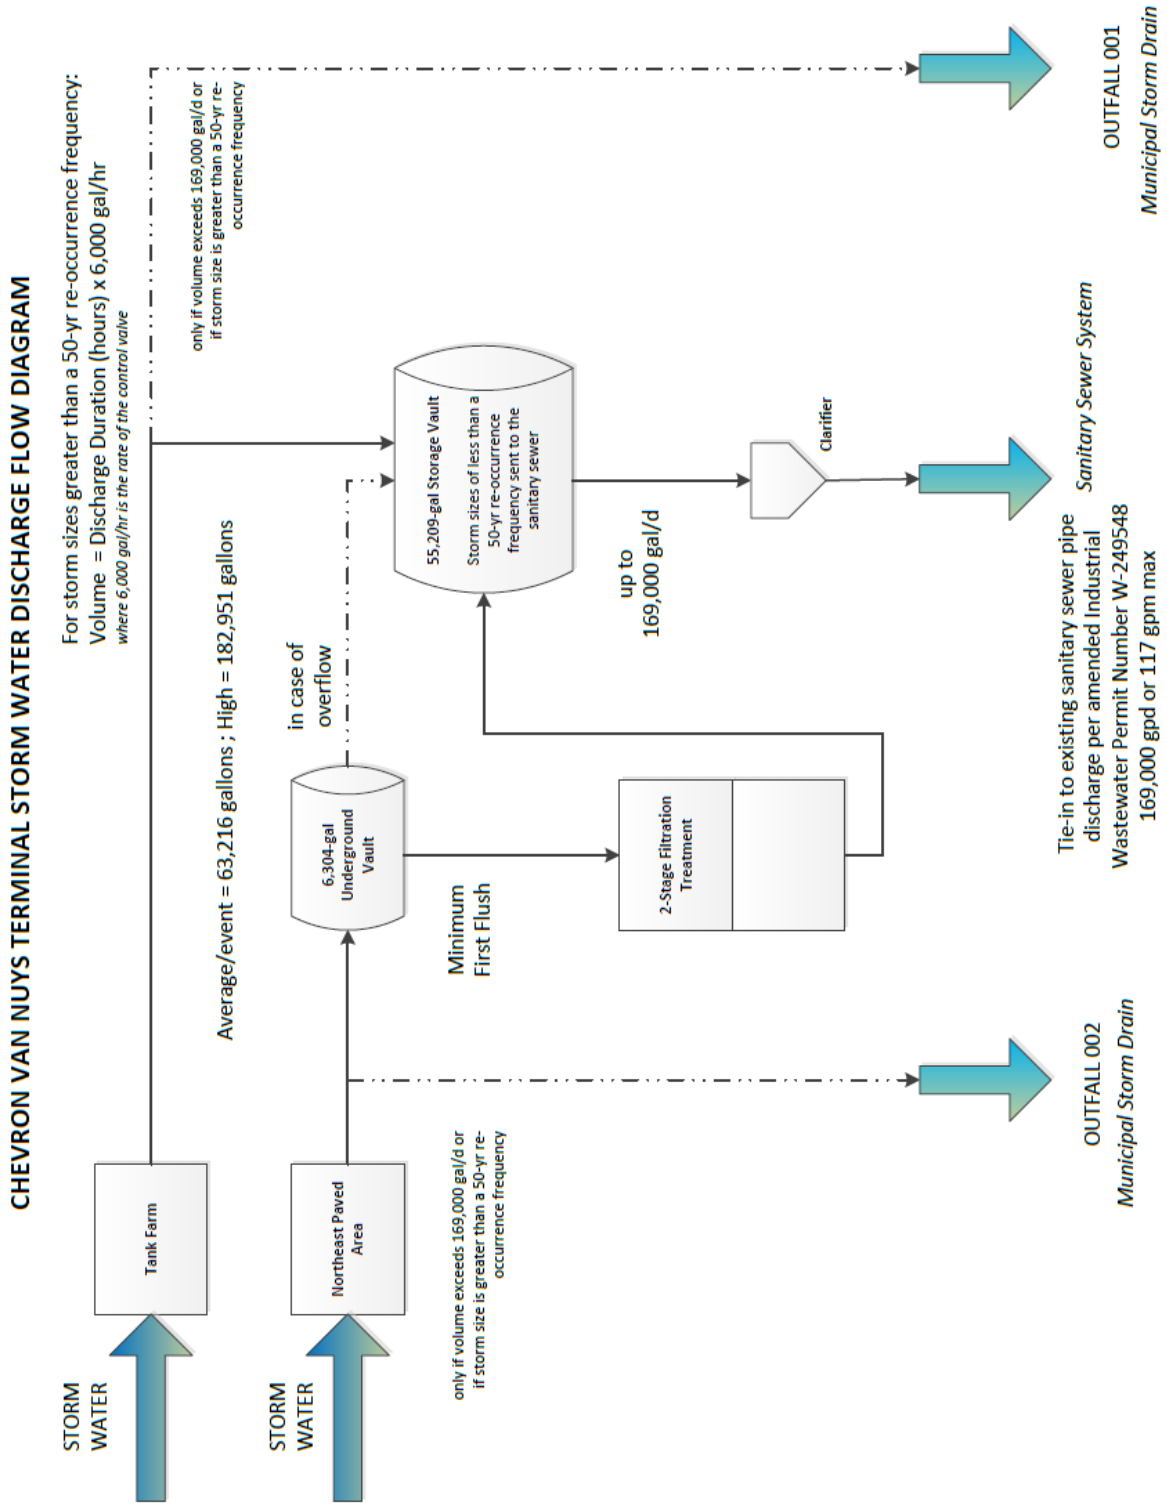 CHEVRON VAN NUYS TERMINAL STORM WATER DISCHARGE FLOW DIAGRAM
For storm sizes greater than a 50-yr re-occurrence frequency:
Volume = Discharge Duration (hours) x 6,000 gal/hr
where 6,000 gal/hr is the rate of the control valve
STORM
WATER
Tank Farm
only if volume exceeds 169,000 gal/d or
if storm size is greater than a 50-yr re-
occurrence frequency
Average/event = 63,216 gallons ; High = 182,951 gallons
STORM
WATER
Northeast Paved
Area
6,304-gal
Underground
Vault
in case of
overflow
55,209-gal Storage Vault
Storm sizes of less than a
50-yr re-occurrence
frequency sent to the
sanitary sewer
only if volume exceeds 169,000 gal/d or
if storm size is greater than a 50-yr re-
occurrence frequency
Minimum
First Flush
2-Stage Filtration
Treatment
up to
169,000 gal/d
Clarifier
OUTFALL 002
Municipal Storm Drain
Sanitary Sewer System
Tie-in to existing sanitary sewer pipe
discharge per amended Industrial
Wastewater Permit Number W-249548
169,000 gpd or 117 gpm max
OUTFALL 001
Municipal Storm Drain